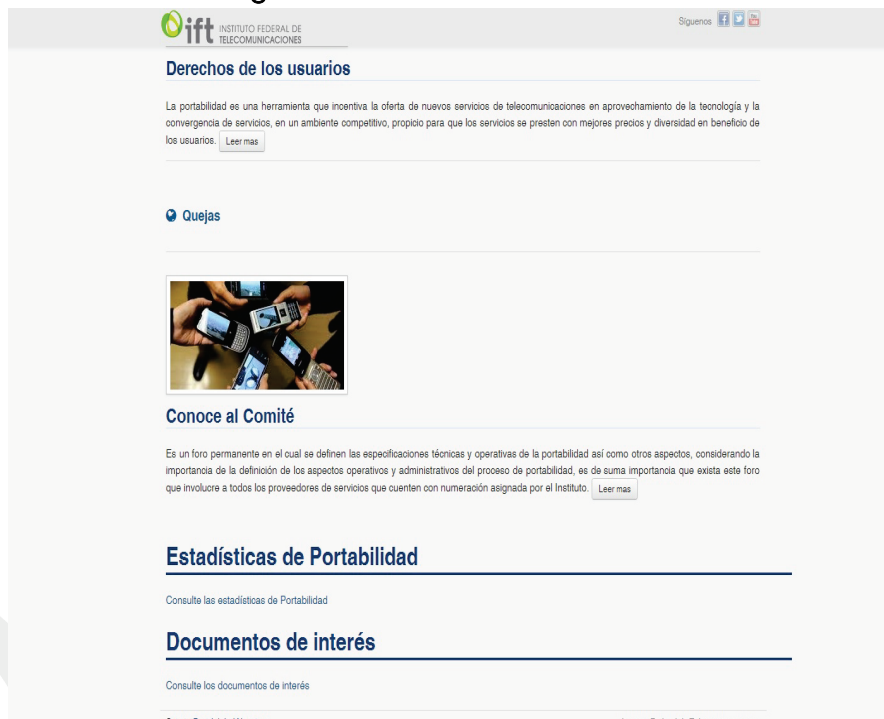 ift INSTITUTO FEDERAL DE
TELECOMUNICACIONES
Síguenos
Derechos de los usuarios
La portabilidad es una herramienta que incentiva la oferta de nuevos servicios de telecomunicaciones en aprovechamiento de la tecnología y la
convergencia de servicios, en un ambiente competitivo, propicio para que los servicios se presten con mejores precios y diversidad en beneficio de
los usuarios. Leer mas
Quejas
Conoce al Comité
Es un foro permanente en el cual se definen las especificaciones técnicas y operativas de la portabilidad así como otros aspectos, considerando la
importancia de la definición de los aspectos operativos y administrativos del proceso de portabilidad, es de suma importancia que exista este foro
que involucre a todos los proveedores de servicios que cuenten con numeración asignada por el Instituto. Leer mas
Estadísticas de Portabilidad
Consulte las estadísticas de Portabilidad
Documentos de interés
Consulte los documentos de interés